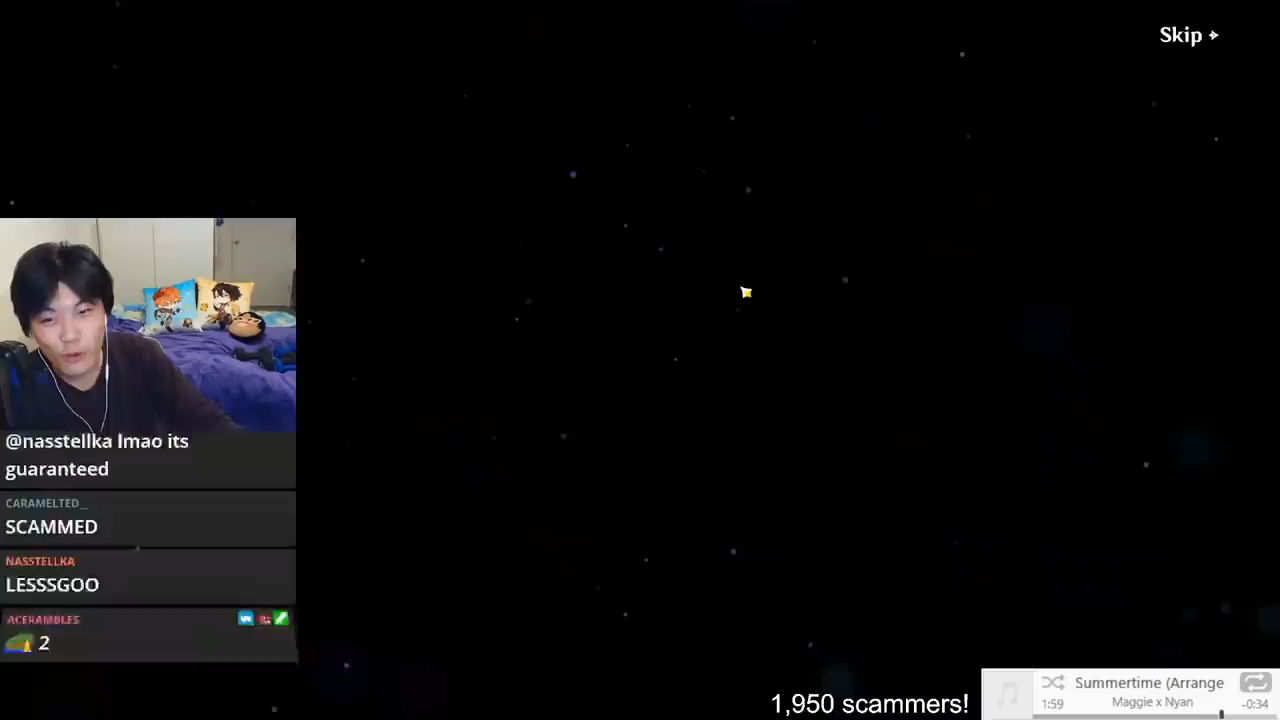 Skip
@nasstellka lmao its
guaranteed
CARAMELTED_
SCAMMED
NASSTELLKA
LESSSGOO
ACERAMBLES
2
1,950 scammers!
Summertime (Arrange
Maggie x Nyan
1:59
-0:34